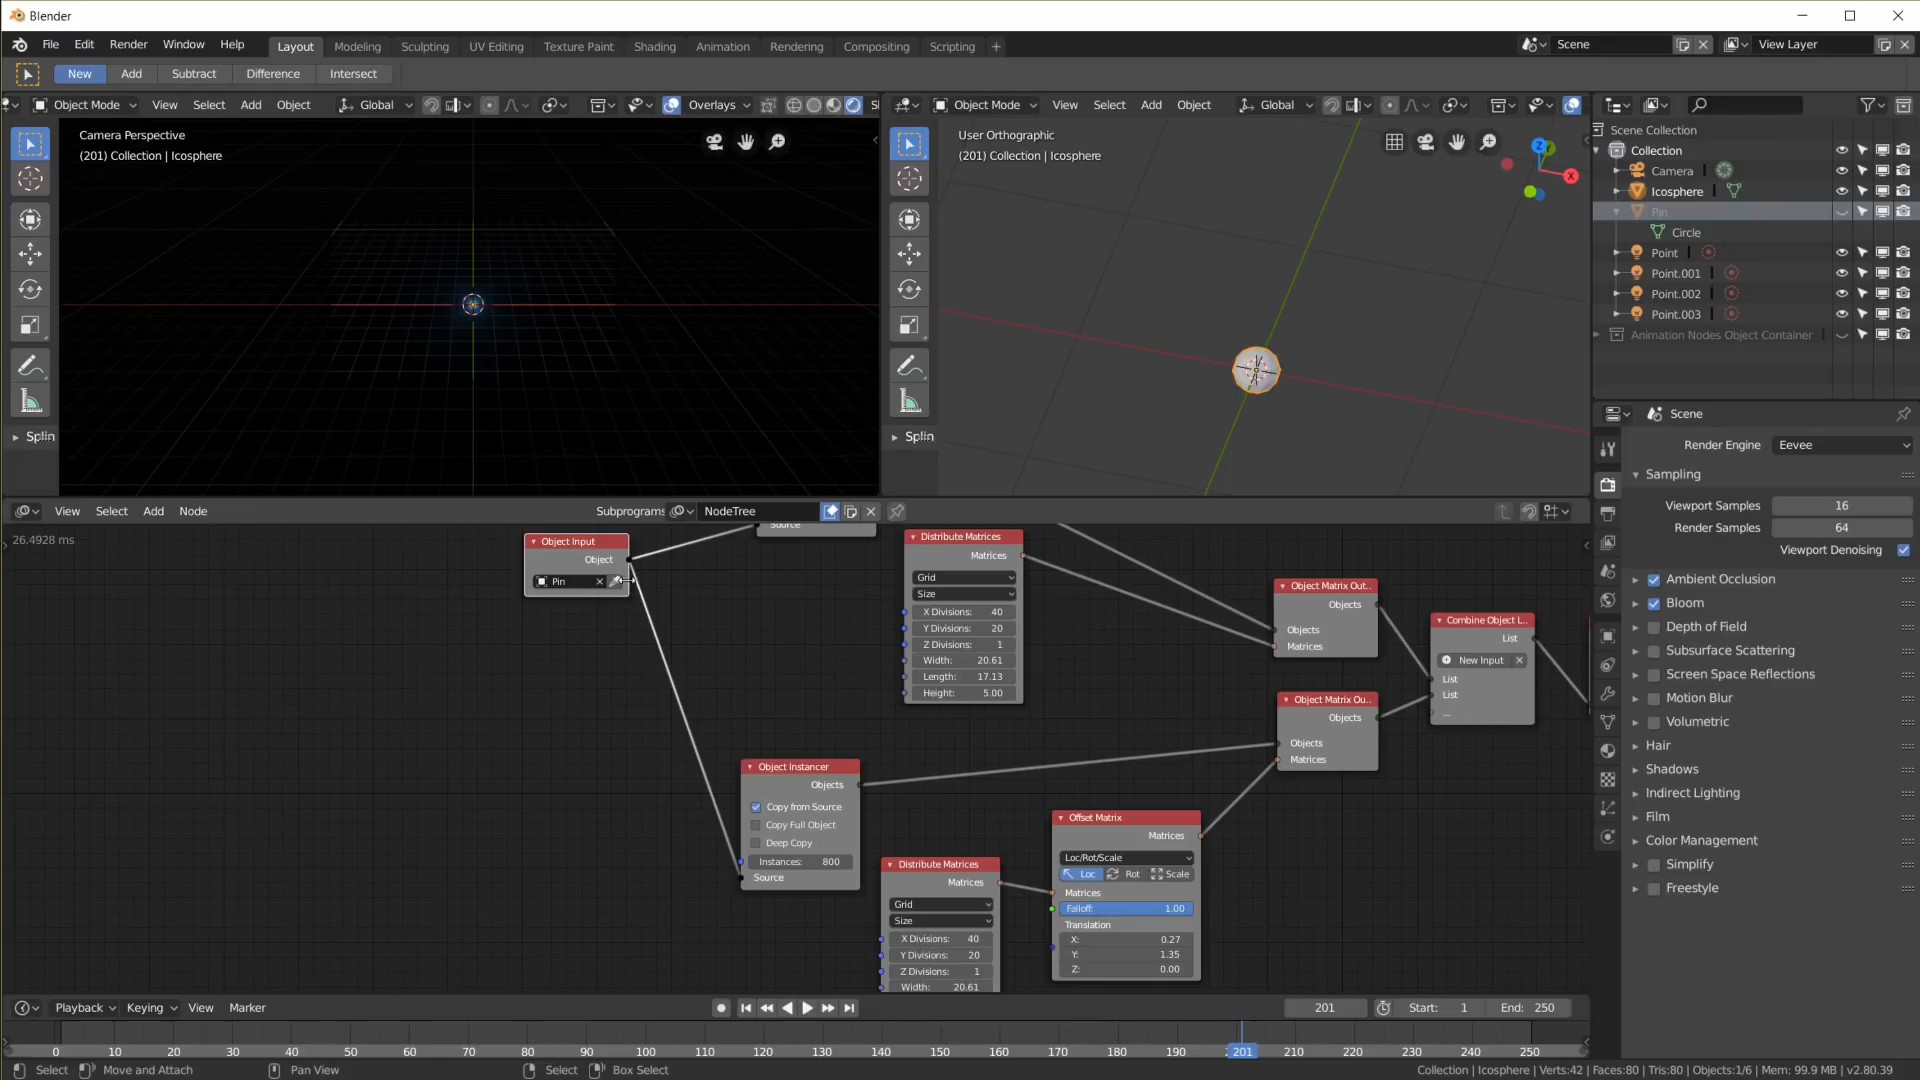 Blender
File Edit Render Window Help Layout Modeling Sculpting UV Editing Texture Paint Shading Animation Rendering Compositing Scripting + Scene View Layer
New Add Subtract Difference Intersect
Object Mode View Select Add Object Global Overlays
Object Mode View Select Add Object Global
Camera Perspective
(201) Collection | Icosphere
User Orthographic
(201) Collection | Icosphere
Z
X
Splin
Splin
Scene Collection
Collection
Camera
Icosphere
Pin
Circle
Point
Point.001
Point.002
Point.003
Animation Nodes Object Container
Scene
Render Engine Eevee
Sampling
Viewport Samples 16
Render Samples 64
Viewport Denoising
Ambient Occlusion
Bloom
Depth of Field
Subsurface Scattering
Screen Space Reflections
Motion Blur
Volumetric
Hair
Shadows
Indirect Lighting
Film
Color Management
Simplify
Freestyle
View Select Add Node Subprograms NodeTree
26.4928 ms
Object Input
Object
Pin
Source
Distribute Matrices
Matrices
Grid
Size
X Divisions: 40
Y Divisions: 20
Z Divisions: 1
Width: 20.61
Length: 17.13
Height: 5.00
Object Matrix Out..
Objects
Objects
Matrices
Combine Object L..
List
New Input
List
List
...
Object Matrix Ou..
Objects
Objects
Matrices
Object Instancer
Objects
Copy from Source
Copy Full Object
Deep Copy
Instances: 800
Source
Distribute Matrices
Matrices
Grid
Size
X Divisions: 40
Y Divisions: 20
Z Divisions: 1
Width: 20.61
Offset Matrix
Matrices
Loc/Rot/Scale
Loc Rot Scale
Matrices
Falloff: 1.00
Translation
X: 0.27
Y: 1.35
Z: 0.00
Playback Keying View Marker 201 Start: 1 End: 250
0 10 20 30 40 50 60 70 80 90 100 110 120 130 140 150 160 170 180 190 201 210 220 230 240 250
Select Move and Attach Pan View Select Box Select Collection | Icosphere | Verts:42 | Faces:80 | Tris:80 | Objects:1/6 | Mem: 99.9 MB | v2.80.39